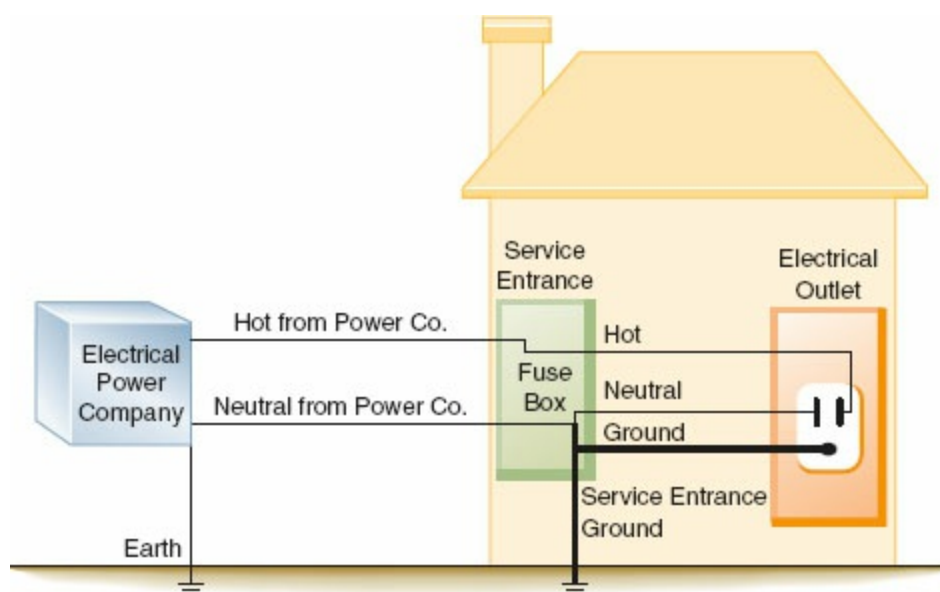 Service
Entrance
Electrical
Outlet
Hot from Power Co.
Hot
Electrical
Power
Company
Fuse
Box
Neutral from Power Co.
Neutral
Ground
Service Entrance
Ground
Earth